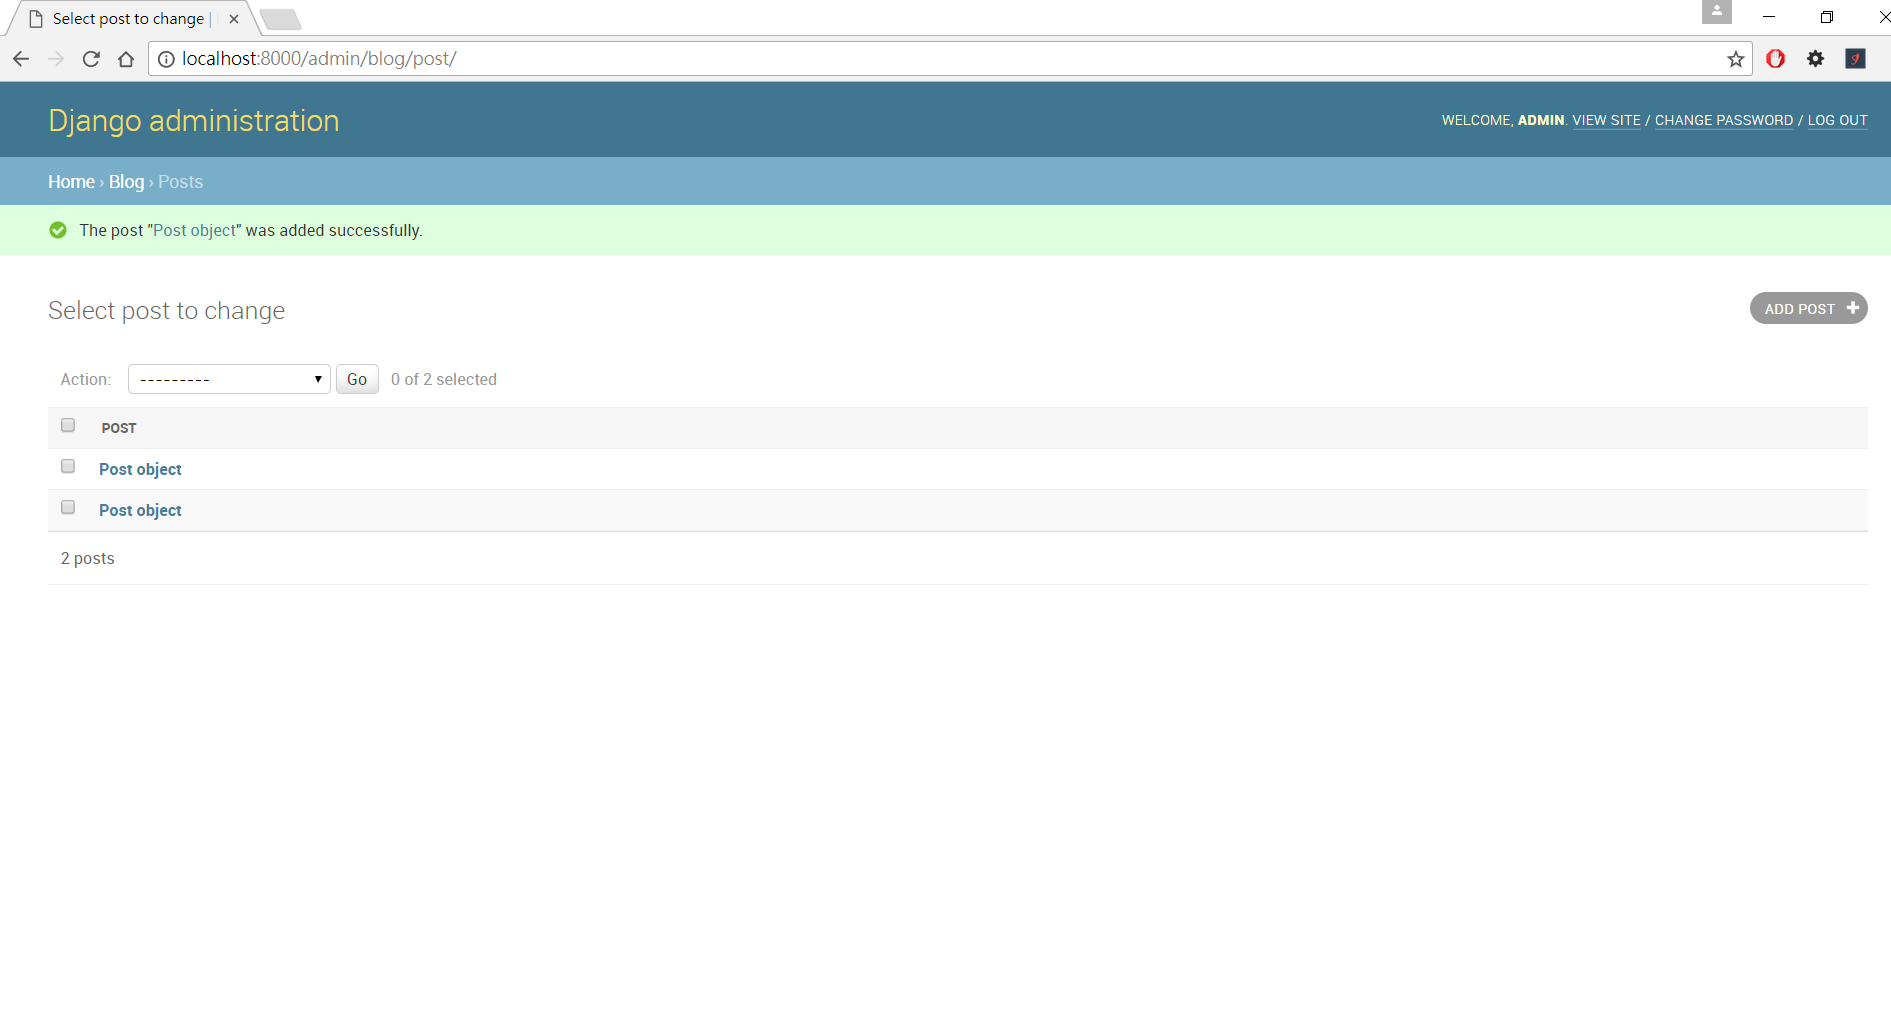 Select post to change |
localhost:8000/admin/blog/post/
Django administration
WELCOME, ADMIN. VIEW SITE / CHANGE PASSWORD / LOG OUT
Home › Blog › Posts
The post "Post object" was added successfully.
Select post to change
ADD POST +
Action: --------- Go 0 of 2 selected
POST
Post object
Post object
2 posts